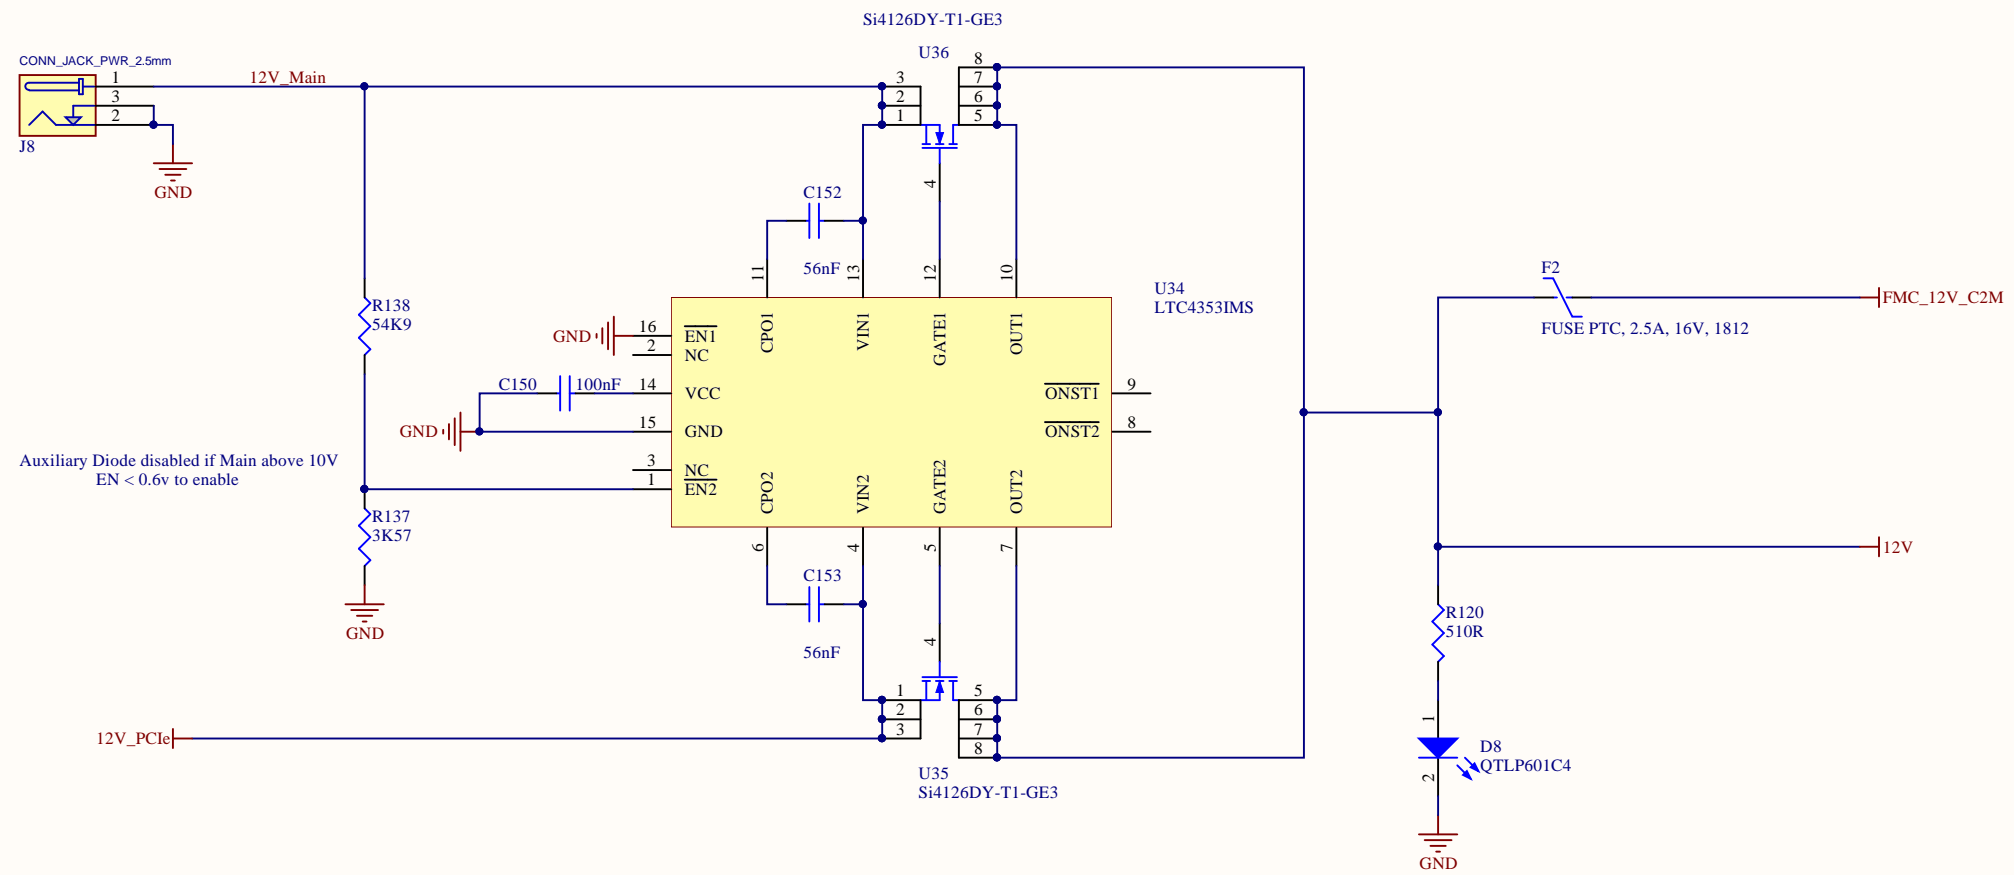 Si4126DY-T1-GE3
U36
CONN_JACK_PWR_2.5mm
1
3
2
J8
GND
12V_Main
3
2
1
8
7
6
5
4
C152
56nF
11
13
12
10
U34
LTC4353IMS
R138
54K9
GND
16
2
EN1
NC
CPO1
VIN1
GATE1
OUT1
C150
100nF
14
VCC
GND
15
GND
ONST1
9
ONST2
8
3
NC
1
EN2
CPO2
VIN2
GATE2
OUT2
Auxiliary Diode disabled if Main above 10V
EN < 0.6v to enable
R137
3K57
GND
6
4
5
7
C153
56nF
4
1
2
3
5
6
7
8
12V_PCIe
U35
Si4126DY-T1-GE3
F2
FUSE PTC, 2.5A, 16V, 1812
FMC_12V_C2M
12V
R120
510R
1
2
D8
QTLP601C4
GND